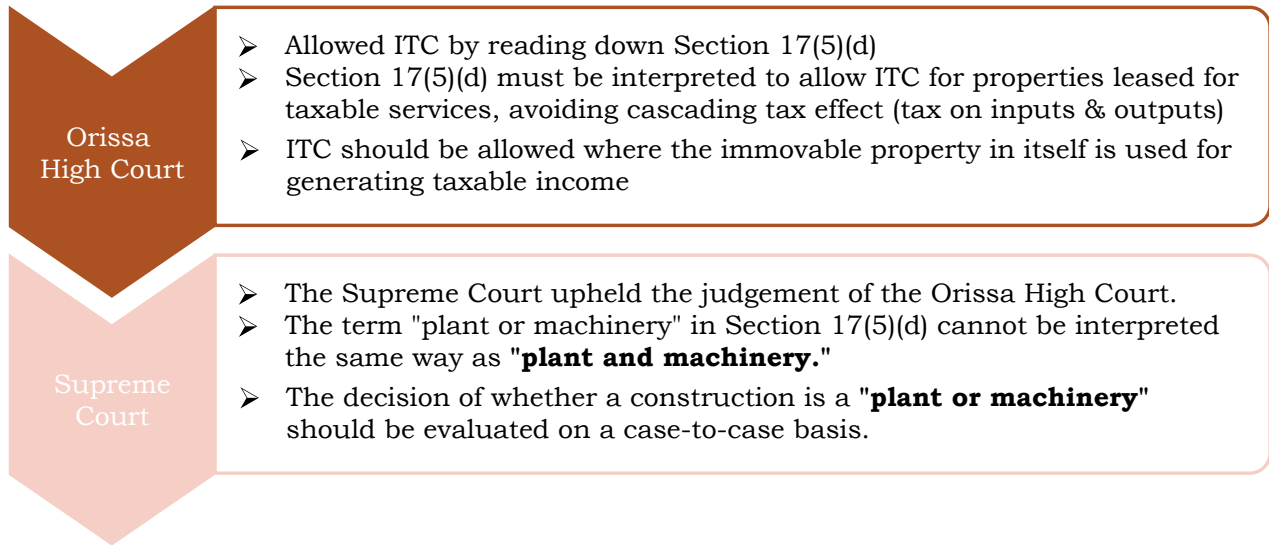 Orissa
High Court
➢ Allowed ITC by reading down Section 17(5)(d)
➢ Section 17(5)(d) must be interpreted to allow ITC for properties leased for
taxable services, avoiding cascading tax effect (tax on inputs & outputs)
➢ ITC should be allowed where the immovable property in itself is used for
generating taxable income
Supreme
Court
➢ The Supreme Court upheld the judgement of the Orissa High Court.
➢ The term "plant or machinery" in Section 17(5)(d) cannot be interpreted
the same way as "plant and machinery."
➢ The decision of whether a construction is a "plant or machinery"
should be evaluated on a case-to-case basis.